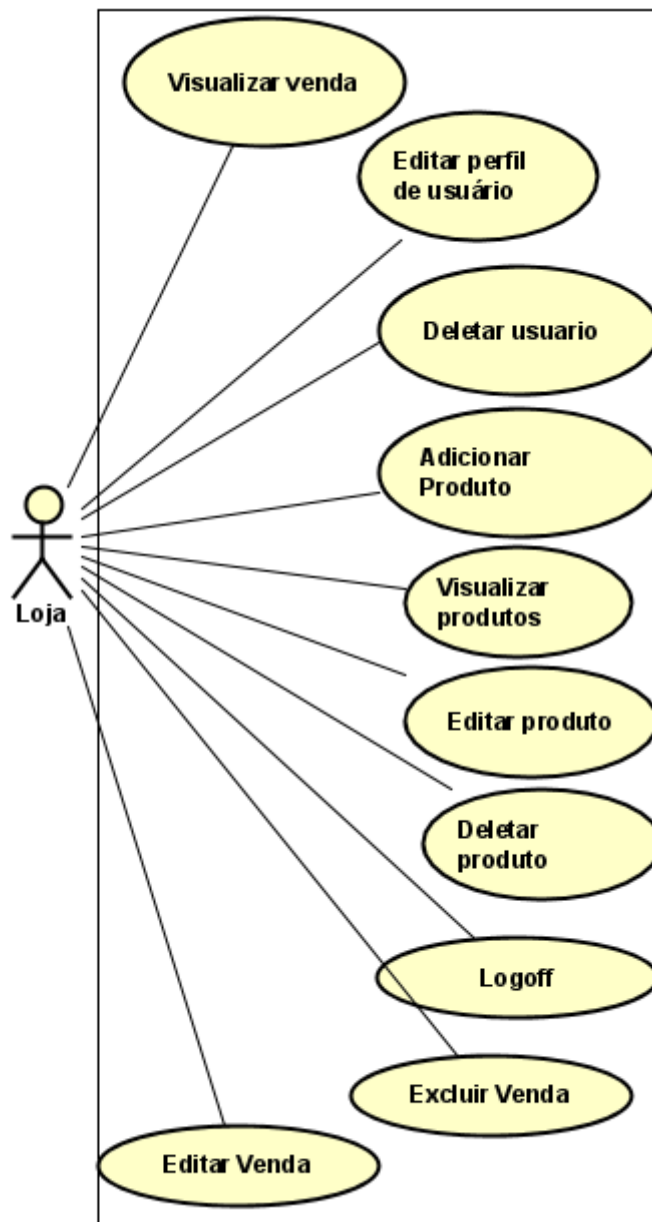 Visualizar venda
Editar perfil
de usuário
Deletar usuario
Adicionar
Produto
Visualizar
produtos
Loja
Editar produto
Deletar
produto
Logoff
Excluir Venda
Editar Venda